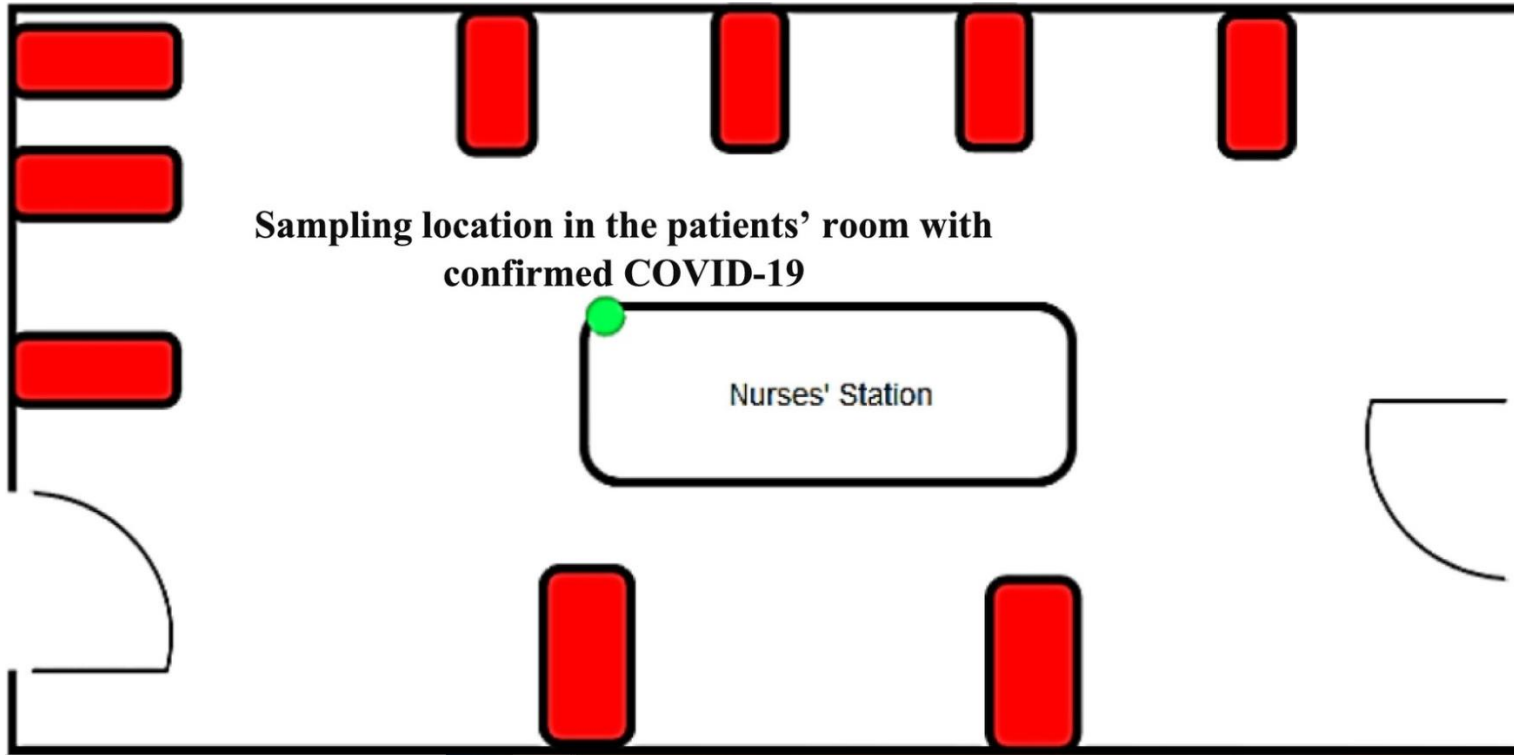 Sampling location in the patients’ room with
confirmed COVID-19
Nurses' Station